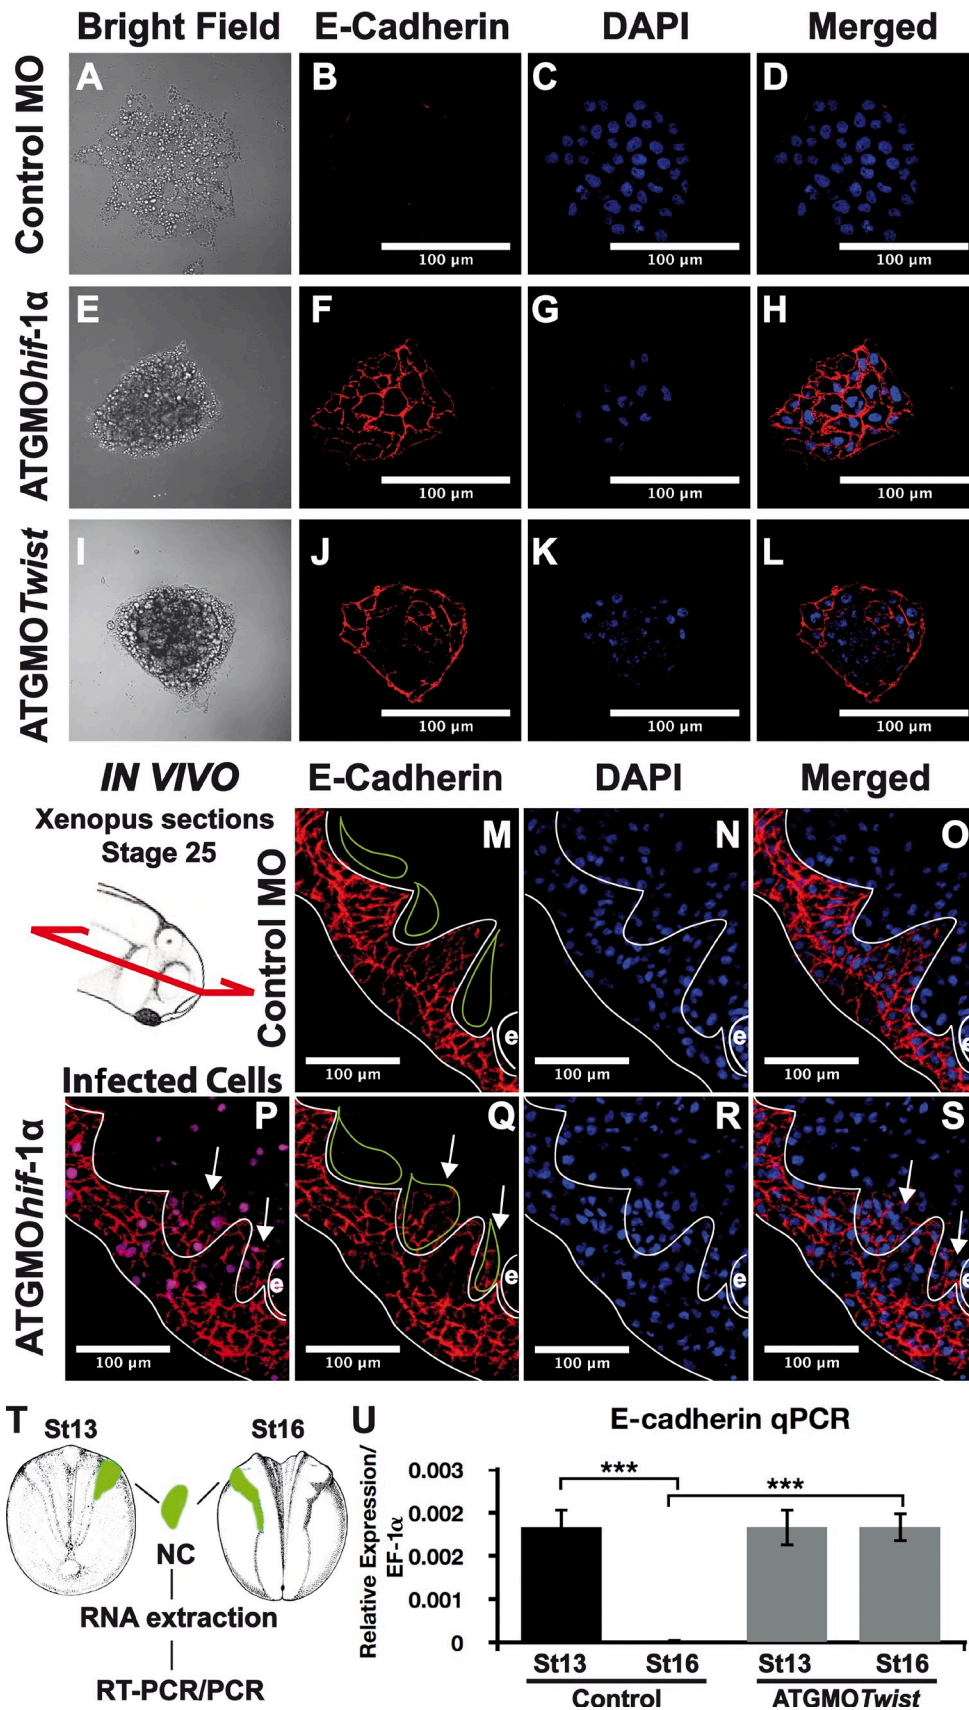 Bright Field E-Cadherin DAPI Merged
Control MO
A B C D
100 µm 100 µm 100 µm
ATGMOhif-1α
E F G H
100 µm 100 µm 100 µm
ATGMOTwist
I J K L
100 µm 100 µm 100 µm
IN VIVO E-Cadherin DAPI Merged
Xenopus sections
Stage 25
Control MO
M N O
e e e
100 µm 100 µm 100 µm
Infected Cells
ATGMOhif-1α
P Q R S
e e e
100 µm 100 µm 100 µm 100 µm
T St13 St16
NC
RNA extraction
RT-PCR/PCR
U E-cadherin qPCR
Relative Expression/
EF-1α
0.003
0.002
0.002
0.001
0
*** ***
St13 St16 St13 St16
Control ATGMOTwist